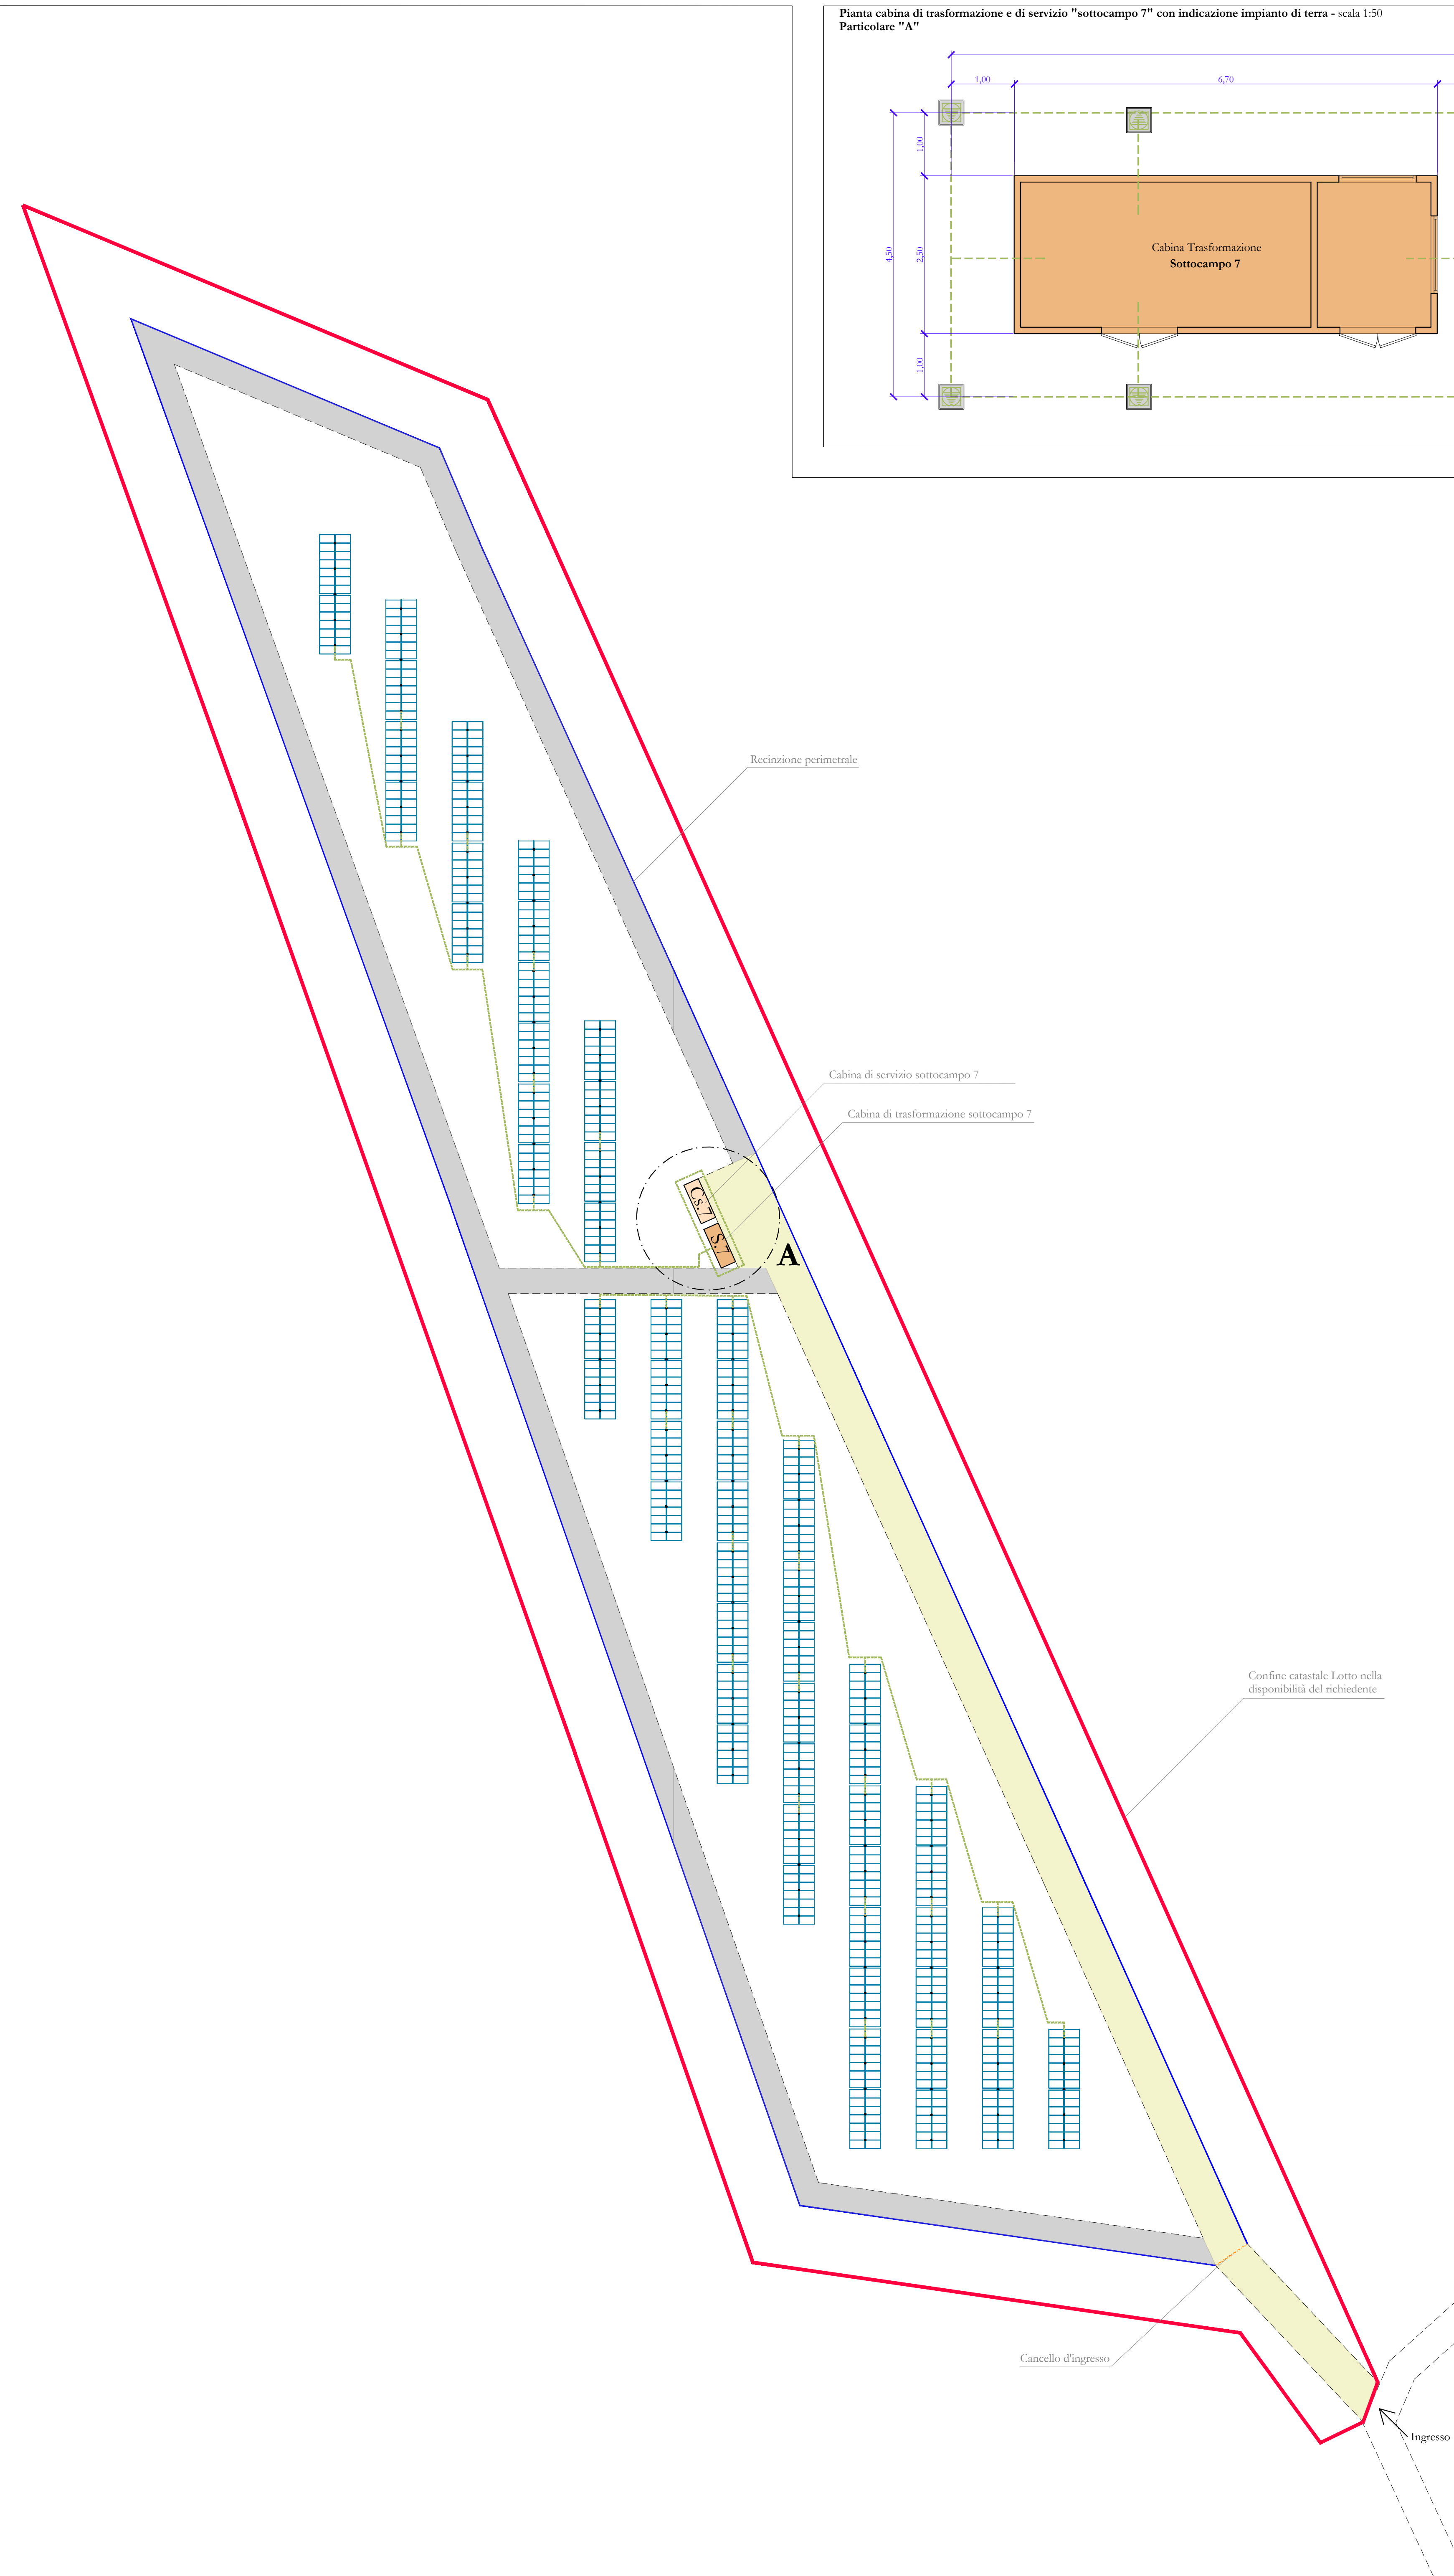 Pianta cabina di trasformazione e di servizio "sottocampo 7" con indicazione impianto di terra - scala 1:50
Particolare "A"
1,00
6,70
1,00
4,50
2,50
1,00
Cabina Trasformazione
Sottocampo 7
Recinzione perimetrale
Cabina di servizio sottocampo 7
Cabina di trasformazione sottocampo 7
C.s.7
S.7
A
Confine catastale Lotto nella
disponibilità del richiedente
Cancello d'ingresso
Ingresso